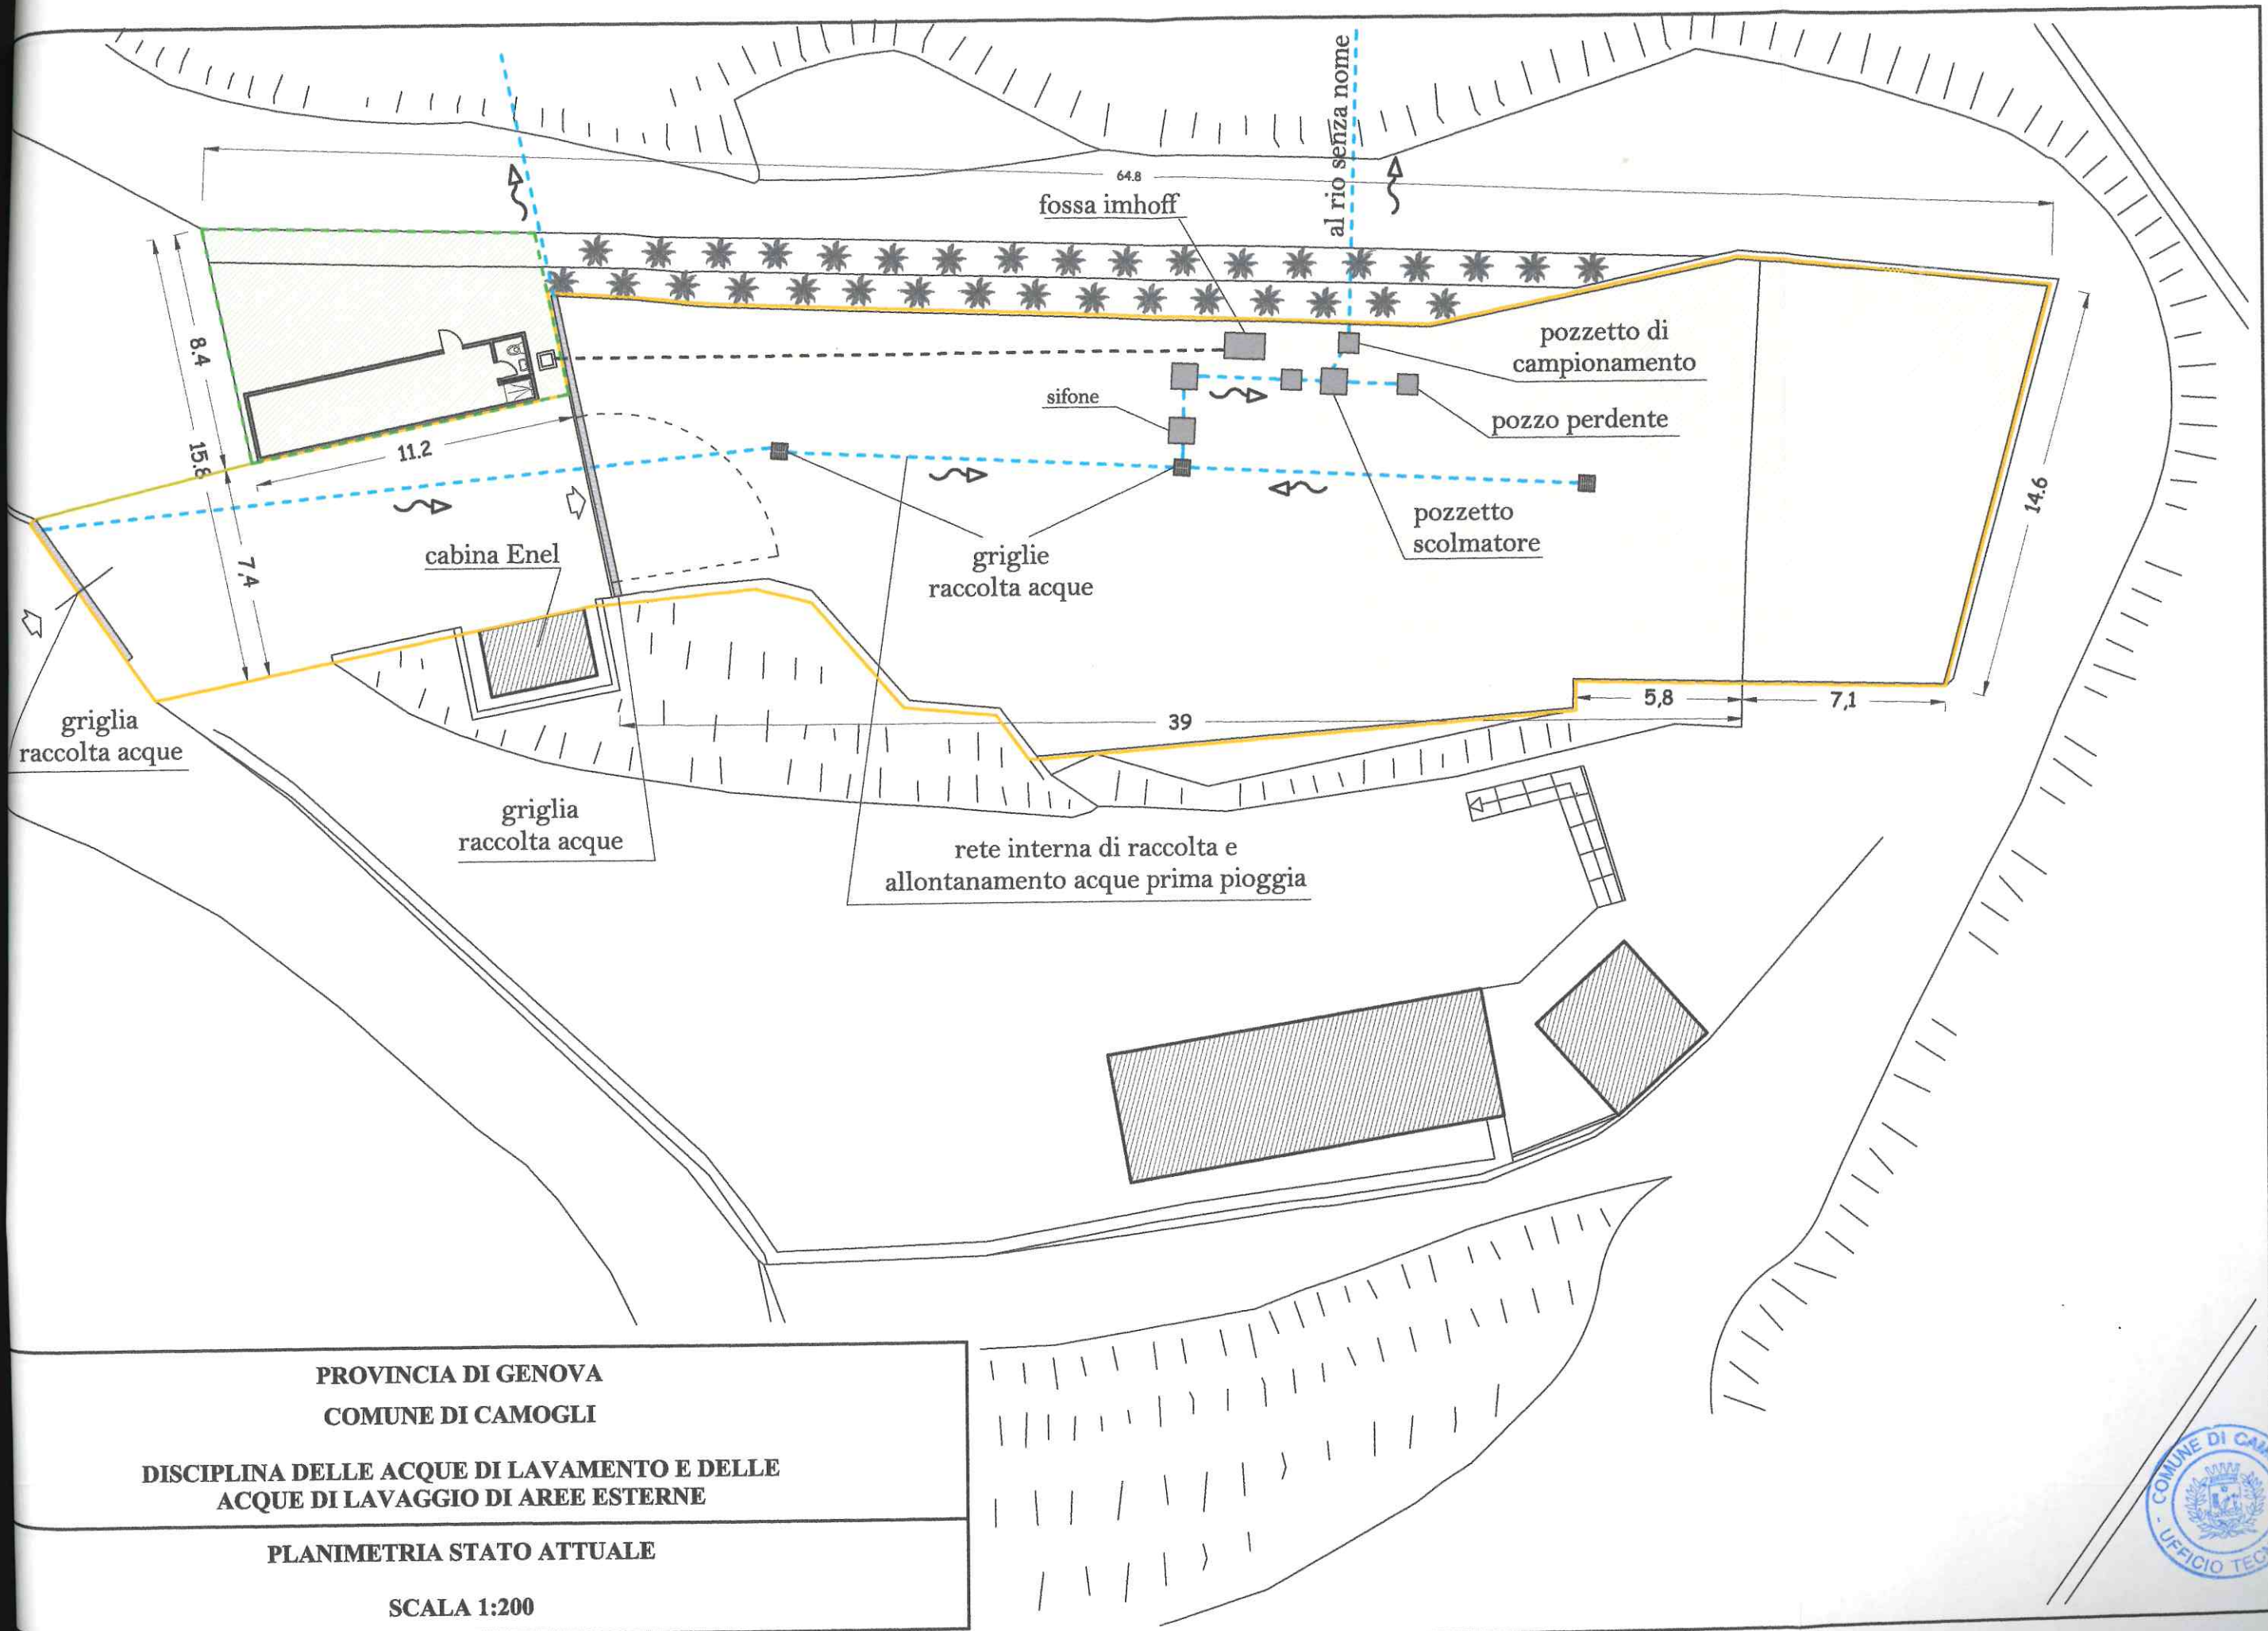 al rio senza nome
64.8
fossa imhoff
8.4
15.8
11.2
7,4
sifone
pozzetto di
campionamento
pozzo perdente
pozzetto
scolmatore
14.6
cabina Enel
griglie
raccolta acque
griglia
raccolta acque
39
5,8
7,1
griglia
raccolta acque
rete interna di raccolta e
allontanamento acque prima pioggia
PROVINCIA DI GENOVA
COMUNE DI CAMOGLI
DISCIPLINA DELLE ACQUE DI LAVAMENTO E DELLE
ACQUE DI LAVAGGIO DI AREE ESTERNE
PLANIMETRIA STATO ATTUALE
SCALA 1:200
COMUNE DI
UFFICIO